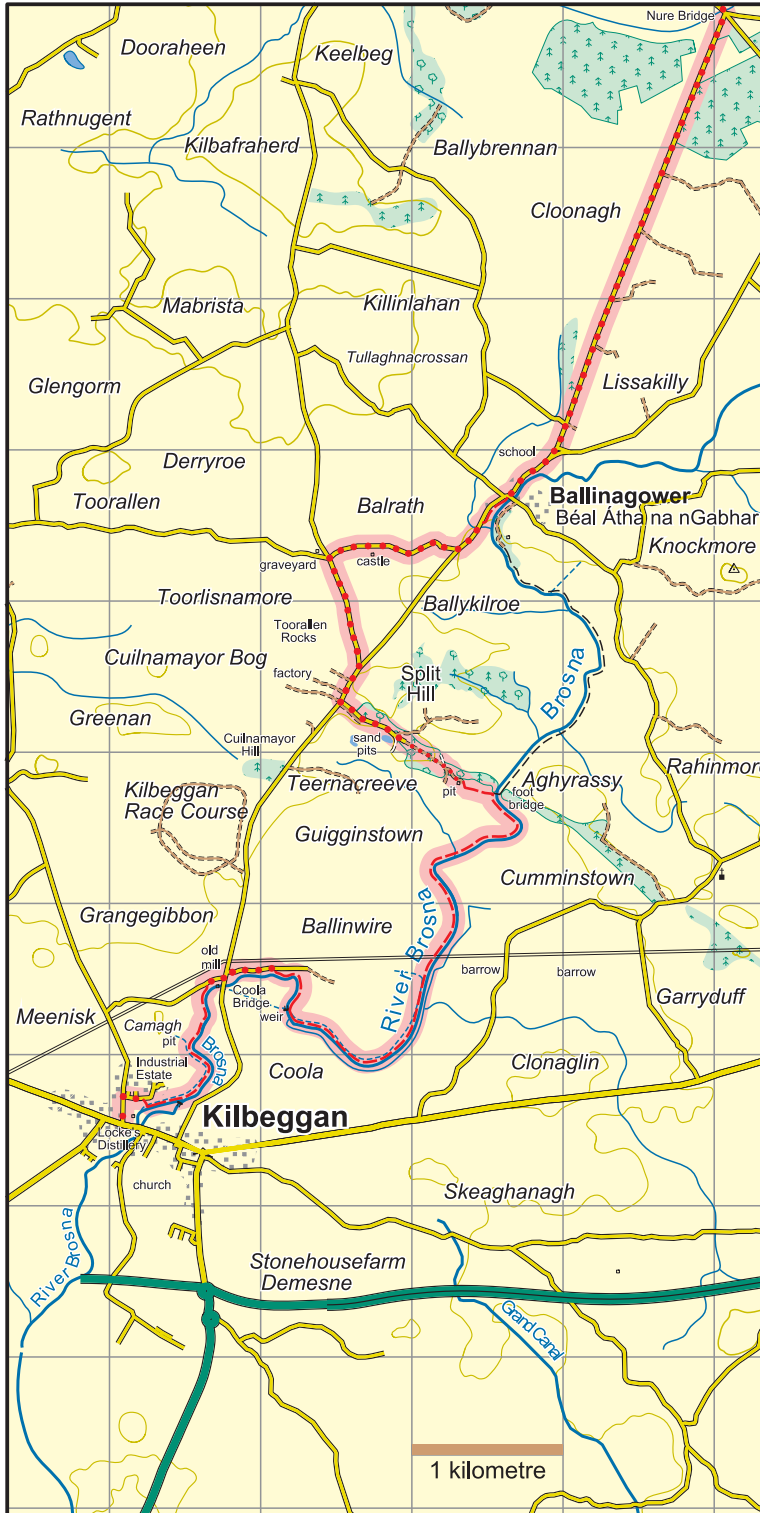 Nure Bridge
Dooraheen
Keelbeg
Rathnugent
Kilbafraherd
Ballybrennan
Cloonagh
Mabrista
Killinlahan
Tullaghnacrossan
Glengorm
Lissakilly
Derryroe
school
Toorallen
Balrath
Ballinagower
Béal Átha na nGabhar
Knockmore
graveyard
castle
Toorlisnamore
Ballykilroe
Toorallen
Rocks
Cuilnamayor Bog
factory
Split
Hill
Brosna
Greenan
Cuilnamayor
Hill
sand
pits
Kilbeggan
Race Course
Teernacreeve
pit
Aghyrassy
foot
bridge
Rahinmore
Guigginstown
Cumminstown
Grangegibbon
Ballinwire
River Brosna
old
mill
Coola
Bridge
weir
barrow
barrow
Garryduff
Meenisk
Camagh
pit
Brosna
Industrial
Estate
Coola
Clonaglin
Kilbeggan
Locke's
Distillery
church
Skeaghanagh
River Brosna
Stonehousefarm
Demesne
Grand Canal
1 kilometre